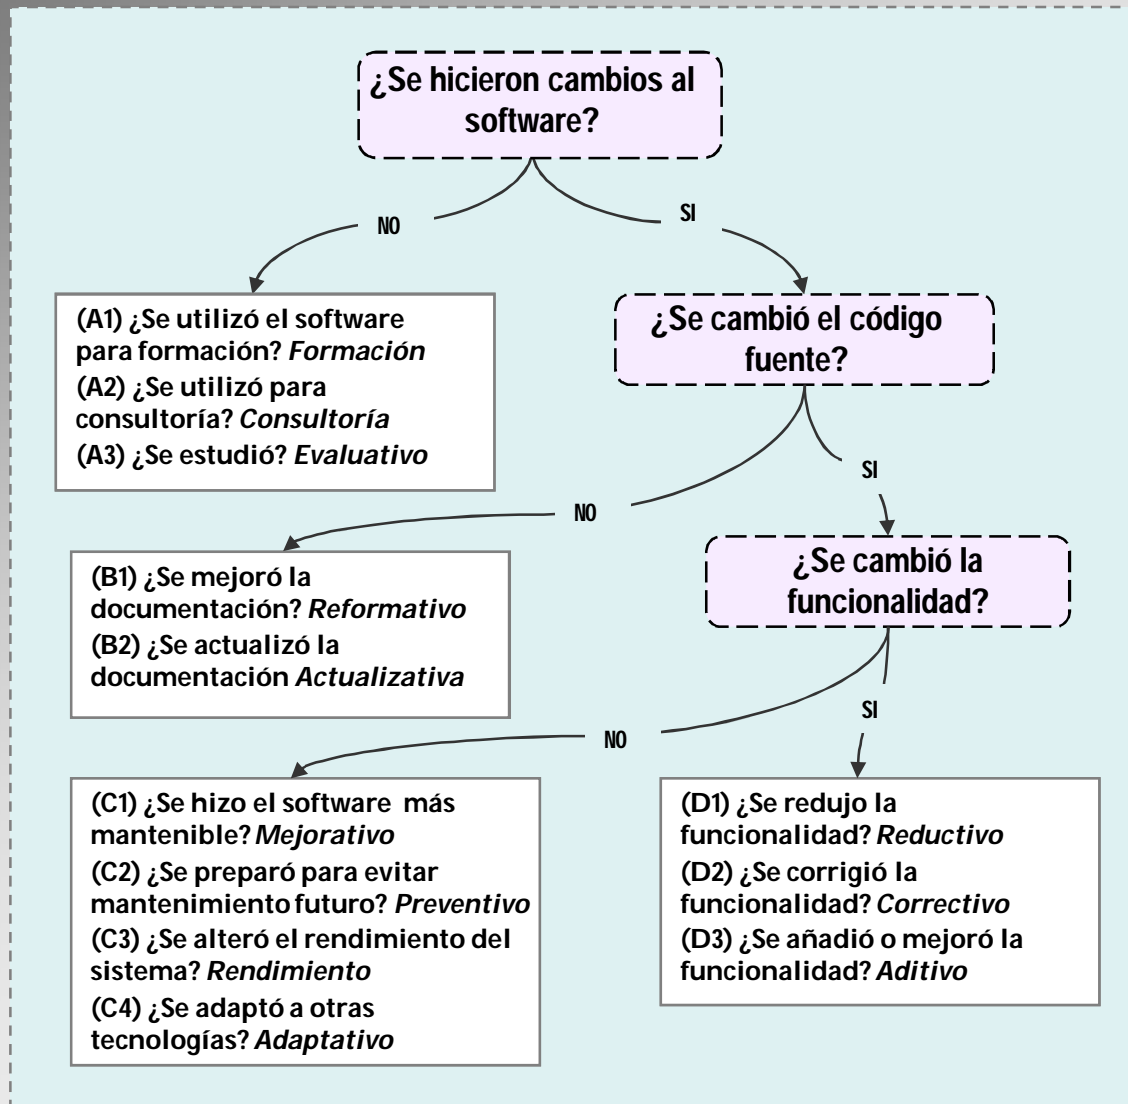 ¿Se hicieron cambios al
software?
NO
SI
(A1) ¿Se utilizó el software
para formación? Formación
(A2) ¿Se utilizó para
consultoría? Consultoría
(A3) ¿Se estudió? Evaluativo
¿Se cambió el código
fuente?
NO
SI
(B1) ¿Se mejoró la
documentación? Reformativo
(B2) ¿Se actualizó la
documentación Actualizativa
¿Se cambió la
funcionalidad?
NO
SI
(C1) ¿Se hizo el software más
mantenible? Mejorativo
(C2) ¿Se preparó para evitar
mantenimiento futuro? Preventivo
(C3) ¿Se alteró el rendimiento del
sistema? Rendimiento
(C4) ¿Se adaptó a otras
tecnologías? Adaptativo
(D1) ¿Se redujo la
funcionalidad? Reductivo
(D2) ¿Se corrigió la
funcionalidad? Correctivo
(D3) ¿Se añadió o mejoró la
funcionalidad? Aditivo